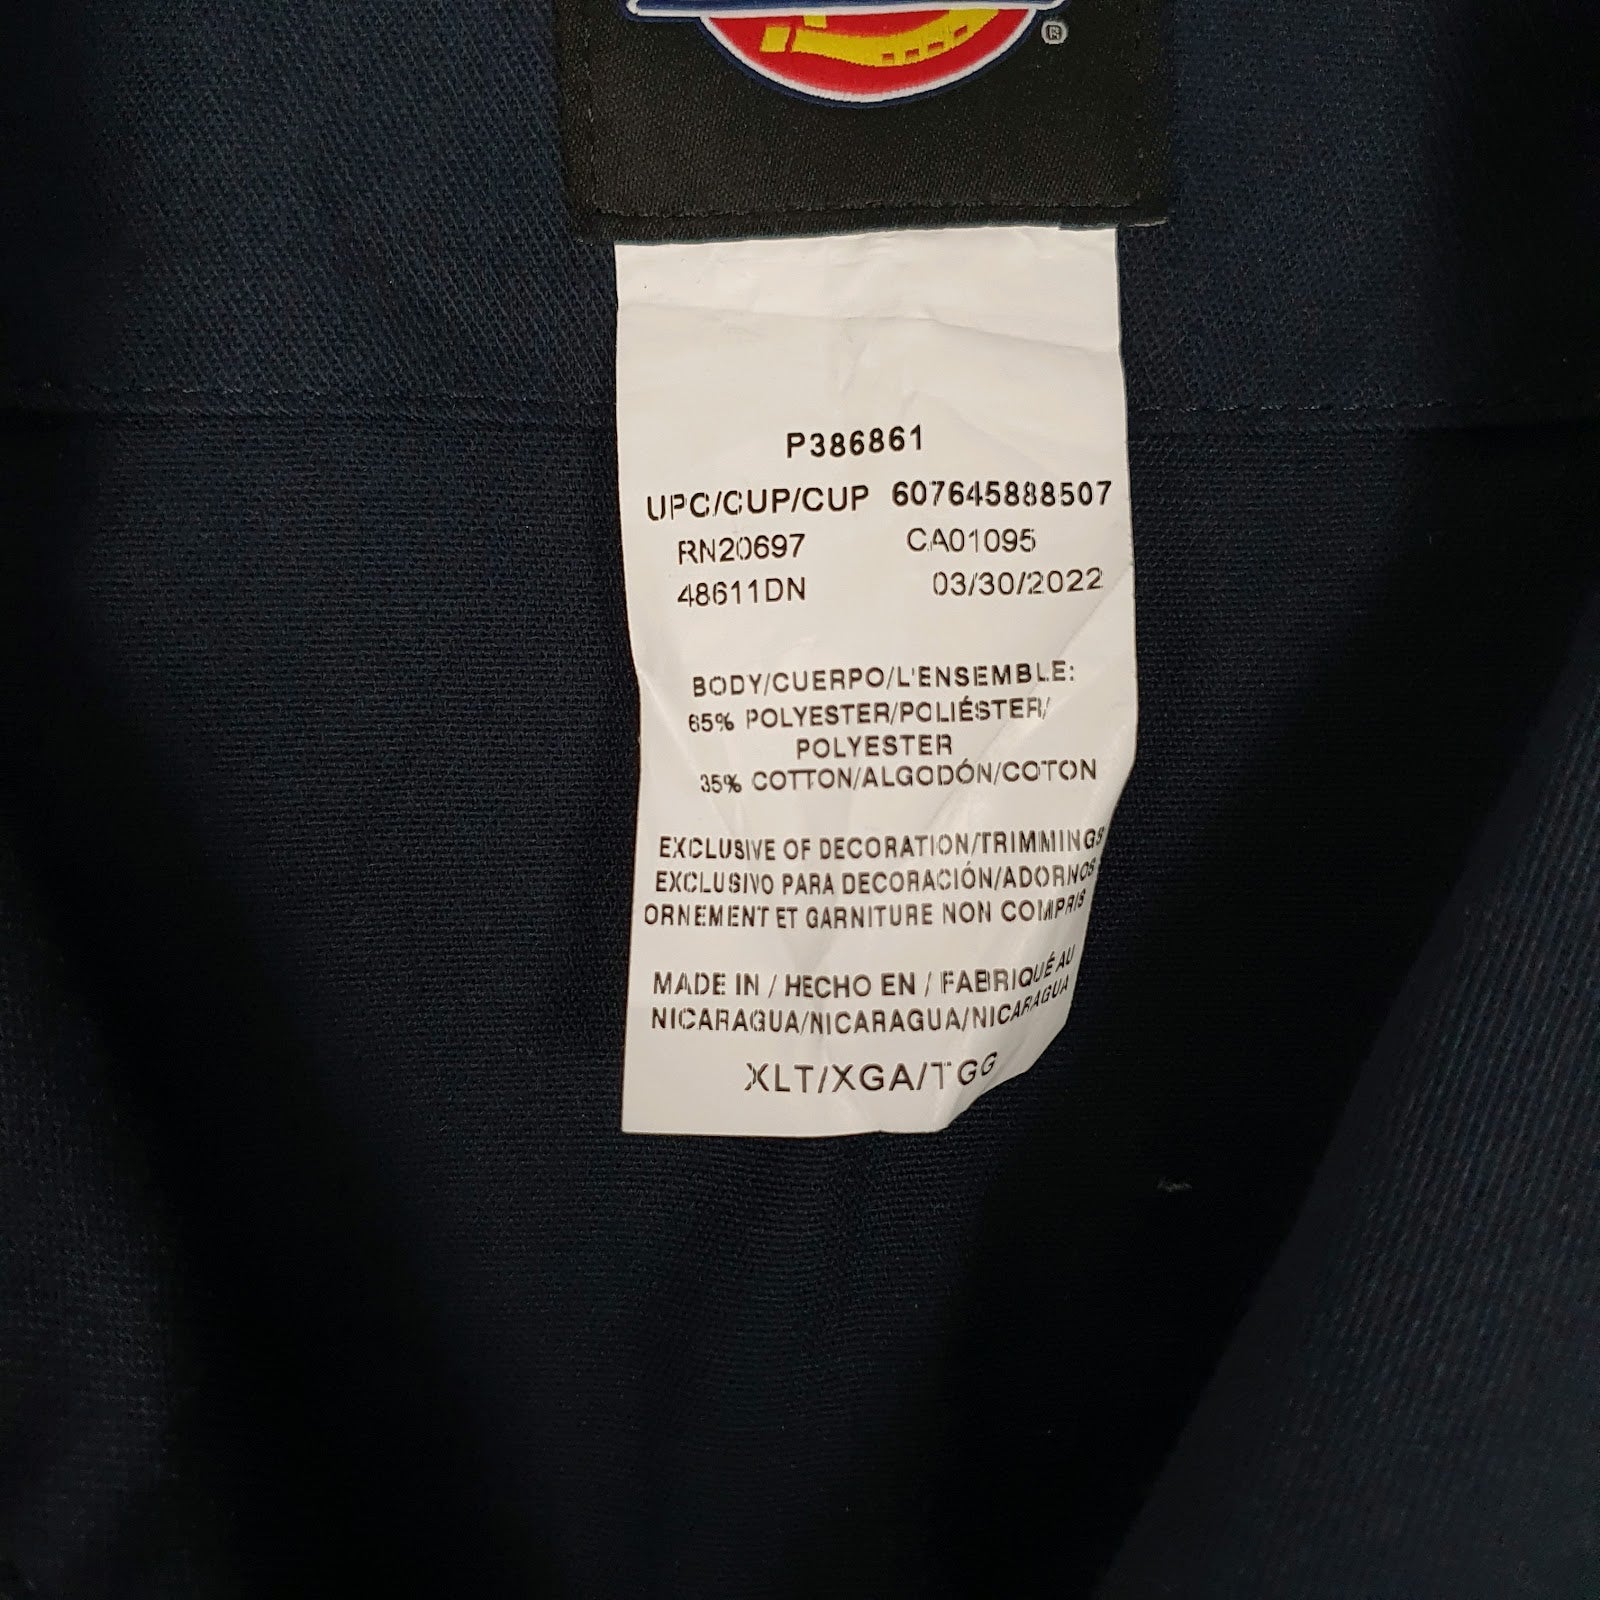 ®
P386861
UPC/CUP/CUP 607645888507
RN20697 CA01095
48611DN 03/30/2022
BODY/CUERPO/L'ENSEMBLE:
65% POLYESTER/POLIÉSTER/
POLYESTER
35% COTTON/ALGODÓN/COTON
EXCLUSIVE OF DECORATION/TRIMMINGS
EXCLUSIVO PARA DECORACIÓN/ADORNOS
ORNEMENT ET GARNITURE NON COMPRIS
MADE IN / HECHO EN / FABRIQUÉ AU
NICARAGUA/NICARAGUA/NICARAGUA
XLT/XGA/TGG